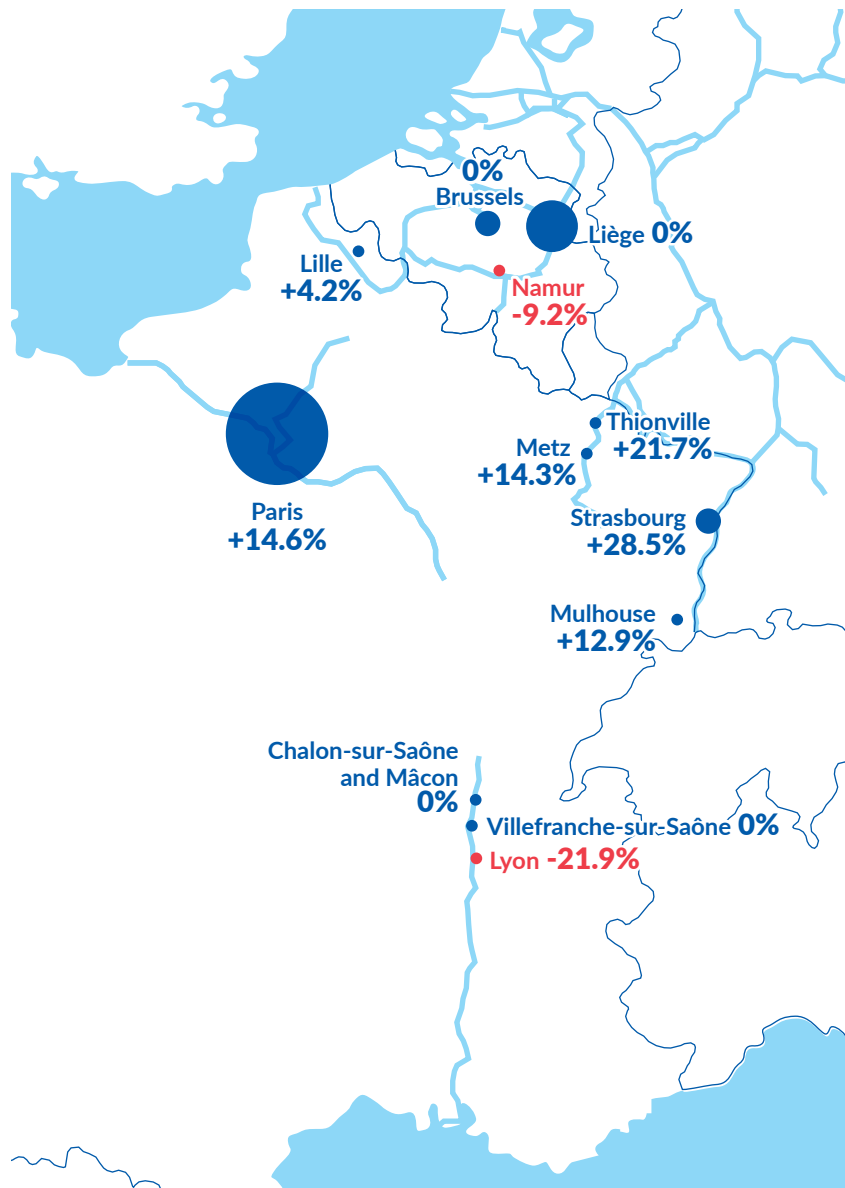 0%
Brussels
Liège 0%
Lille
+4.2%
Namur
-9.2%
Thionville
+21.7%
Metz
+14.3%
Paris
+14.6%
Strasbourg
+28.5%
Mulhouse
+12.9%
Chalon-sur-Saône
and Mâcon
0%
Villefranche-sur-Saône 0%
Lyon -21.9%